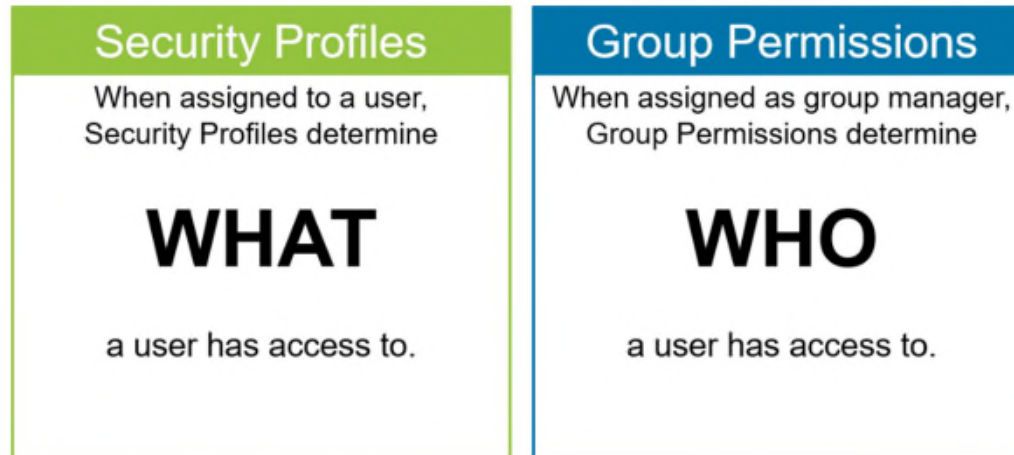 Security Profiles
When assigned to a user,
Security Profiles determine
WHAT
a user has access to.
Group Permissions
When assigned as group manager,
Group Permissions determine
WHO
a user has access to.